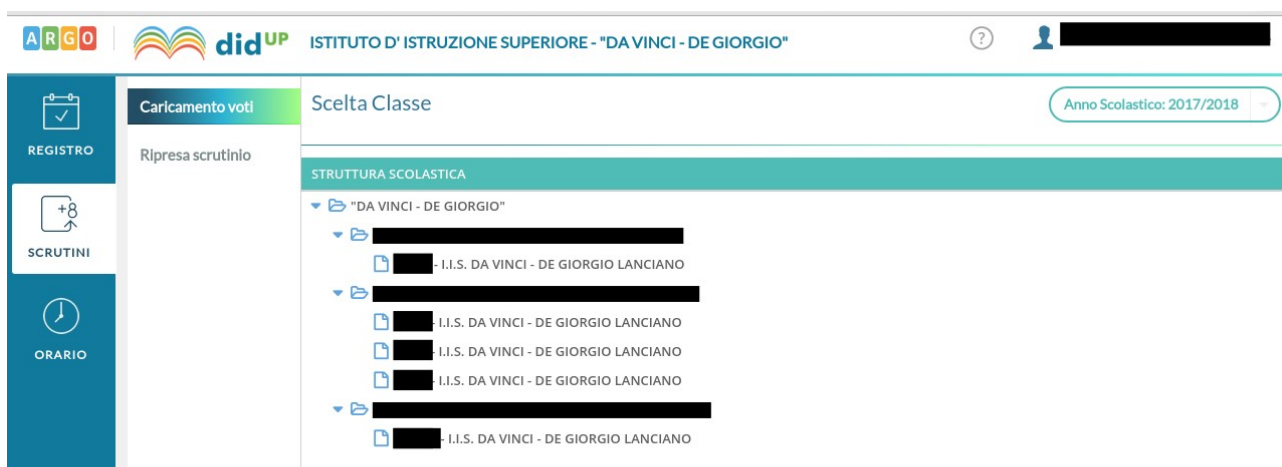 ARGO didUP ISTITUTO D' ISTRUZIONE SUPERIORE - "DA VINCI - DE GIORGIO" ?
REGISTRO
SCRUTINI
+8
ORARIO
Caricamento voti
Ripresa scrutinio
Scelta Classe
Anno Scolastico: 2017/2018
STRUTTURA SCOLASTICA
"DA VINCI - DE GIORGIO"
- I.I.S. DA VINCI - DE GIORGIO LANCIANO
- I.I.S. DA VINCI - DE GIORGIO LANCIANO
- I.I.S. DA VINCI - DE GIORGIO LANCIANO
- I.I.S. DA VINCI - DE GIORGIO LANCIANO
- I.I.S. DA VINCI - DE GIORGIO LANCIANO